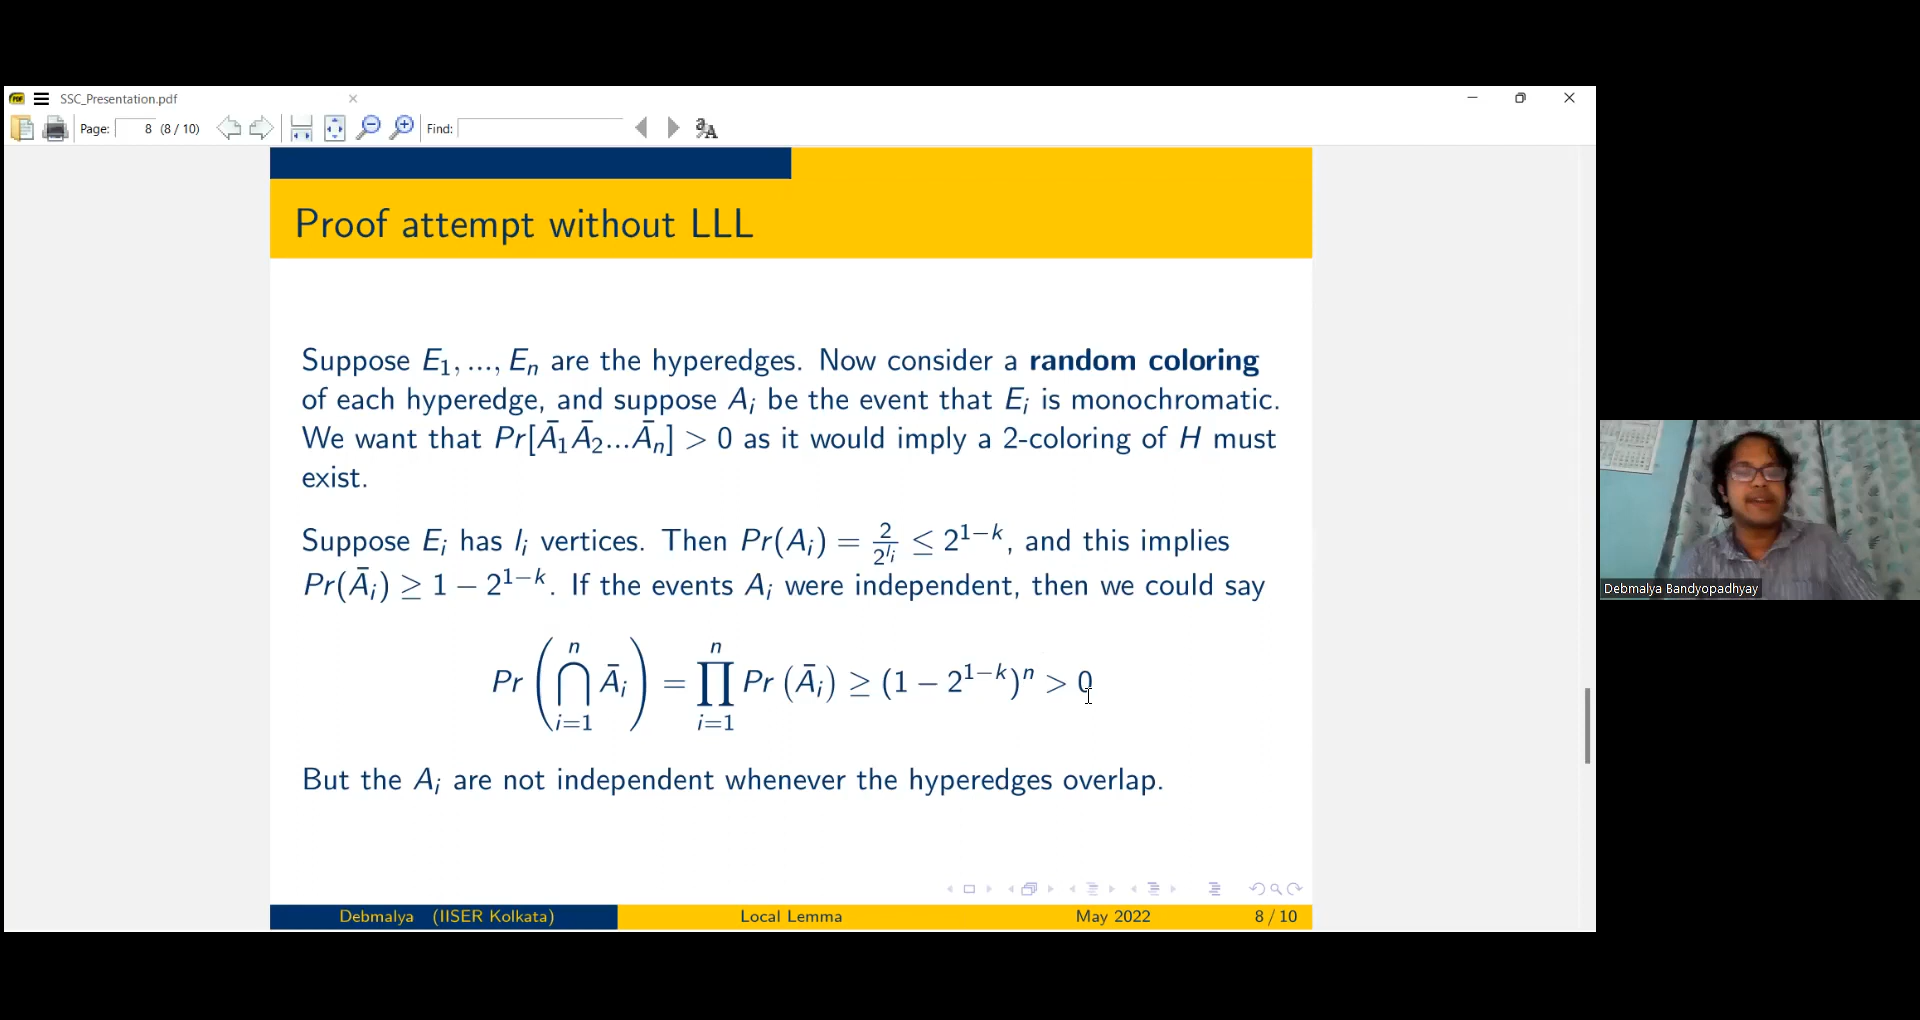 SSC_Presentation.pdf
Page: 8 (8 / 10) Find:
Proof attempt without LLL
Suppose E₁, ..., Eₙ are the hyperedges. Now consider a random coloring
of each hyperedge, and suppose Aᵢ be the event that Eᵢ is monochromatic.
We want that Pr[Ā₁Ā₂...Āₙ] > 0 as it would imply a 2-coloring of H must
exist.
Suppose Eᵢ has lᵢ vertices. Then Pr(Aᵢ) = 2/2^{lᵢ} ≤ 2^{1−k}, and this implies
Pr(Āᵢ) ≥ 1 − 2^{1−k}. If the events Aᵢ were independent, then we could say
Pr(⋂_{i=1}^{n} Āᵢ) = ∏_{i=1}^{n} Pr (Āᵢ) ≥ (1 − 2^{1−k})ⁿ > 0
But the Aᵢ are not independent whenever the hyperedges overlap.
Debmalya (IISER Kolkata) Local Lemma May 2022 8 / 10
Debmalya Bandyopadhyay